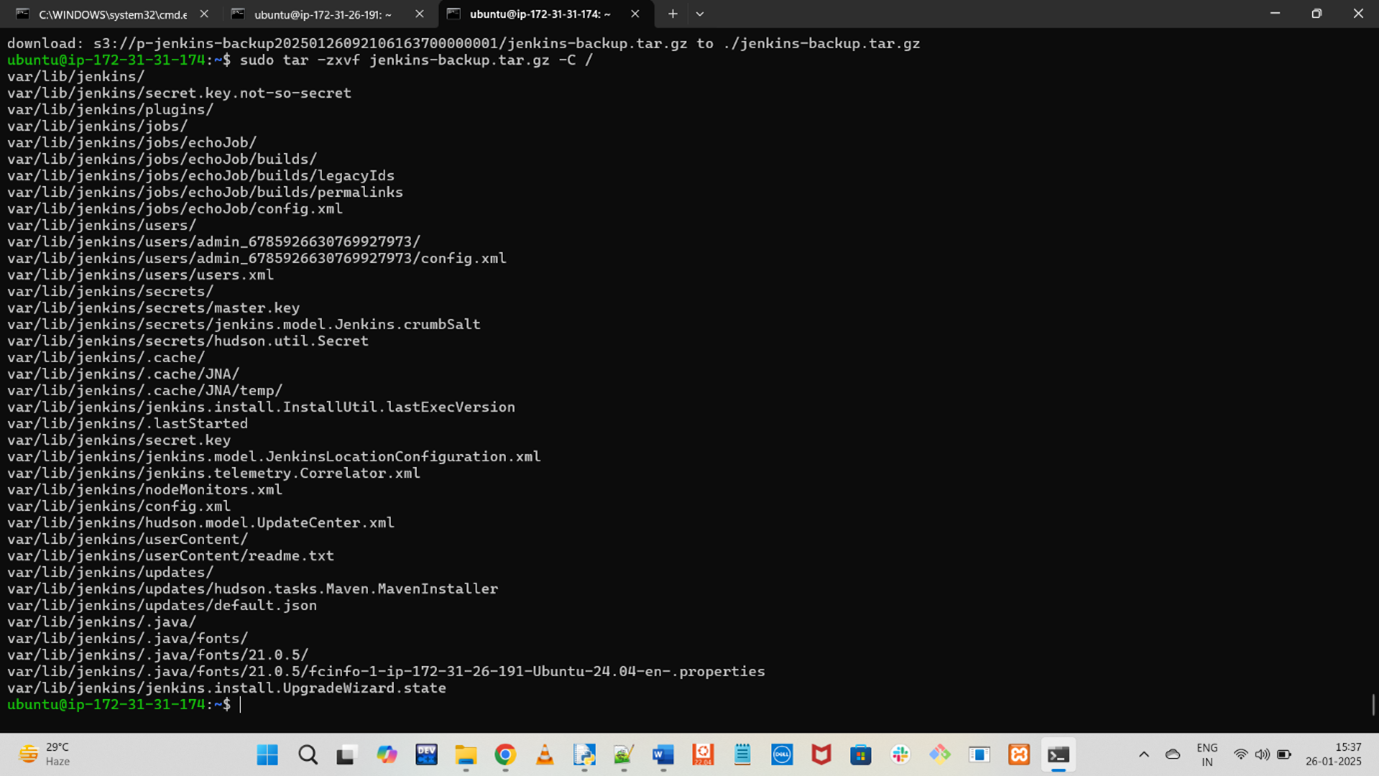 C:\WINDOWS\system32\cmd.e
ubuntu@ip-172-31-26-191: ~
ubuntu@ip-172-31-31-174: ~
download: s3://p-jenkins-backup20250126092106163700000001/jenkins-backup.tar.gz to ./jenkins-backup.tar.gz
ubuntu@ip-172-31-31-174:~$ sudo tar -zxvf jenkins-backup.tar.gz -C /
var/lib/jenkins/
var/lib/jenkins/secret.key.not-so-secret
var/lib/jenkins/plugins/
var/lib/jenkins/jobs/
var/lib/jenkins/jobs/echoJob/
var/lib/jenkins/jobs/echoJob/builds/
var/lib/jenkins/jobs/echoJob/builds/legacyIds
var/lib/jenkins/jobs/echoJob/builds/permalinks
var/lib/jenkins/jobs/echoJob/config.xml
var/lib/jenkins/users/
var/lib/jenkins/users/admin_6785926630769927973/
var/lib/jenkins/users/admin_6785926630769927973/config.xml
var/lib/jenkins/users/users.xml
var/lib/jenkins/secrets/
var/lib/jenkins/secrets/master.key
var/lib/jenkins/secrets/jenkins.model.Jenkins.crumbSalt
var/lib/jenkins/secrets/hudson.util.Secret
var/lib/jenkins/.cache/
var/lib/jenkins/.cache/JNA/
var/lib/jenkins/.cache/JNA/temp/
var/lib/jenkins/jenkins.install.InstallUtil.lastExecVersion
var/lib/jenkins/.lastStarted
var/lib/jenkins/secret.key
var/lib/jenkins/jenkins.model.JenkinsLocationConfiguration.xml
var/lib/jenkins/jenkins.telemetry.Correlator.xml
var/lib/jenkins/nodeMonitors.xml
var/lib/jenkins/config.xml
var/lib/jenkins/hudson.model.UpdateCenter.xml
var/lib/jenkins/userContent/
var/lib/jenkins/userContent/readme.txt
var/lib/jenkins/updates/
var/lib/jenkins/updates/hudson.tasks.Maven.MavenInstaller
var/lib/jenkins/updates/default.json
var/lib/jenkins/.java/
var/lib/jenkins/.java/fonts/
var/lib/jenkins/.java/fonts/21.0.5/
var/lib/jenkins/.java/fonts/21.0.5/fcinfo-1-ip-172-31-26-191-Ubuntu-24.04-en-.properties
var/lib/jenkins/jenkins.install.UpgradeWizard.state
ubuntu@ip-172-31-31-174:~$
29°C
Haze
DEV
22.04
DELL
ENG
IN
15:37
26-01-2025